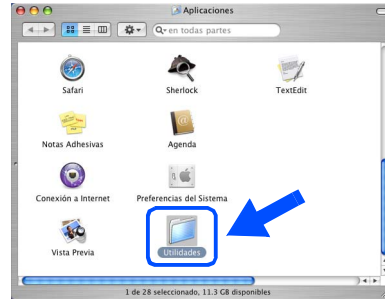 Aplicaciones
en todas partes
Safari
Sherlock
TextEdit
Notas Adhesivas
Agenda
Conexión a Internet
Preferencias del Sistema
Vista Previa
Utilidades
1 de 28 seleccionado, 11.3 GB disponibles